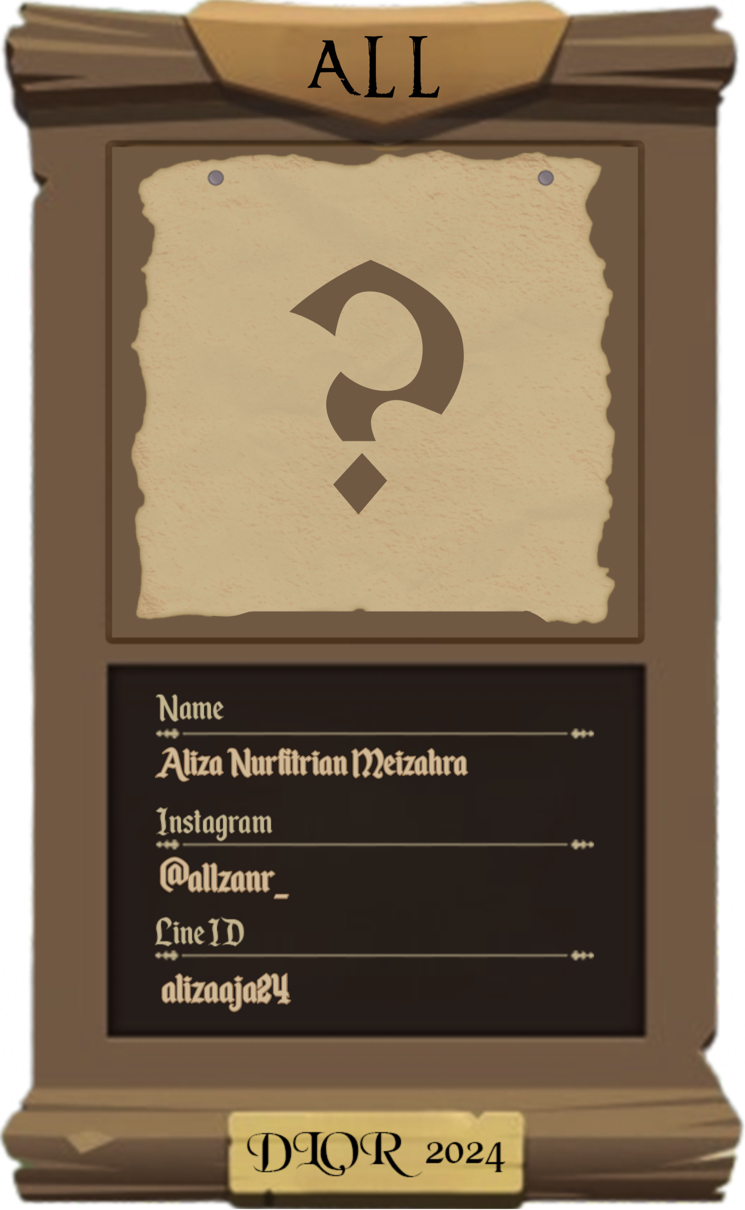 ALL
?
Name
Aliza Nurfitrian Meizahra
Instagram
@allzanr_
Line ID
alizaaja24
DLOR 2024